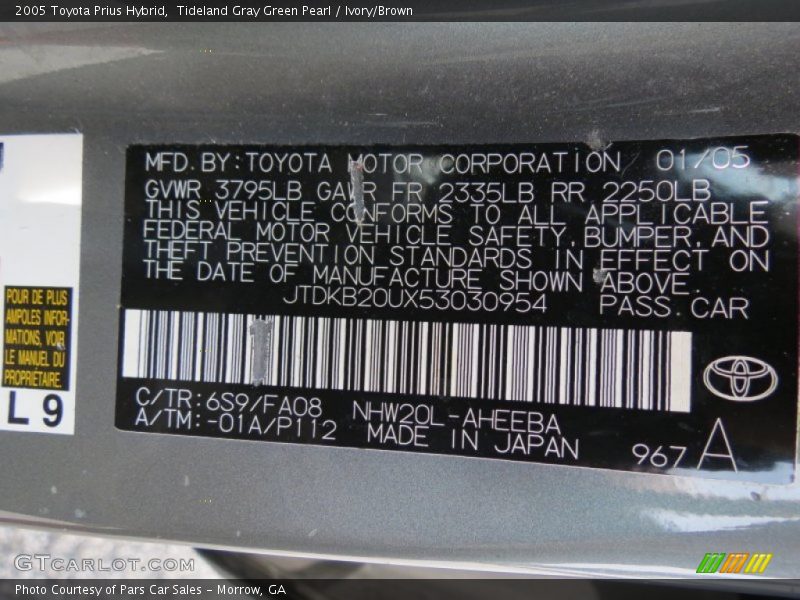 2005 Toyota Prius Hybrid, Tideland Gray Green Pearl / Ivory/Brown
MFD.BY:TOYOTA MOTOR CORPORATION 01/05
GVWR 3795LB GAWR FR 2335LB RR 2250LB
THIS VEHICLE CONFORMS TO ALL APPLICABLE
FEDERAL MOTOR VEHICLE SAFETY,BUMPER,AND
THEFT PREVENTION STANDARDS IN EFFECT ON
THE DATE OF MANUFACTURE SHOWN ABOVE.
JTDKB20UX53030954 PASS.CAR
C/TR:6S9/FA08 NHW20L-AHEEBA
A/TM:-01A/P112 MADE IN JAPAN 967 A
POUR DE PLUS
AMPOLES INFOR-
MATIONS, VOIR
LE MANUEL DU
PROPRIÉTAIRE.
L 9
GTCARLOT.COM
Photo Courtesy of Pars Car Sales - Morrow, GA